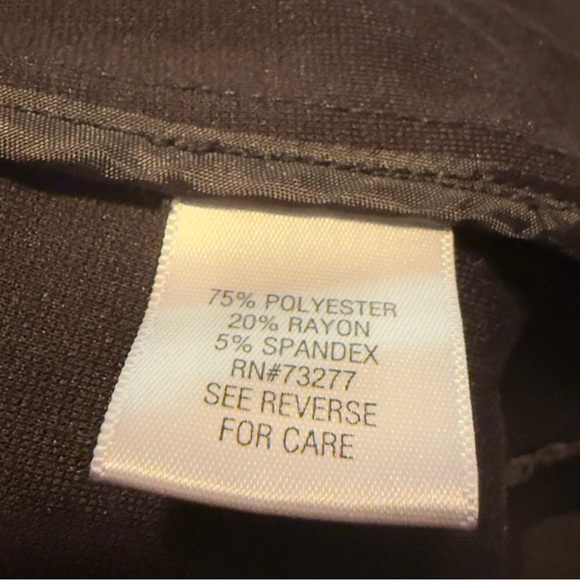 75% POLYESTER
20% RAYON
5% SPANDEX
RN#73277
SEE REVERSE
FOR CARE